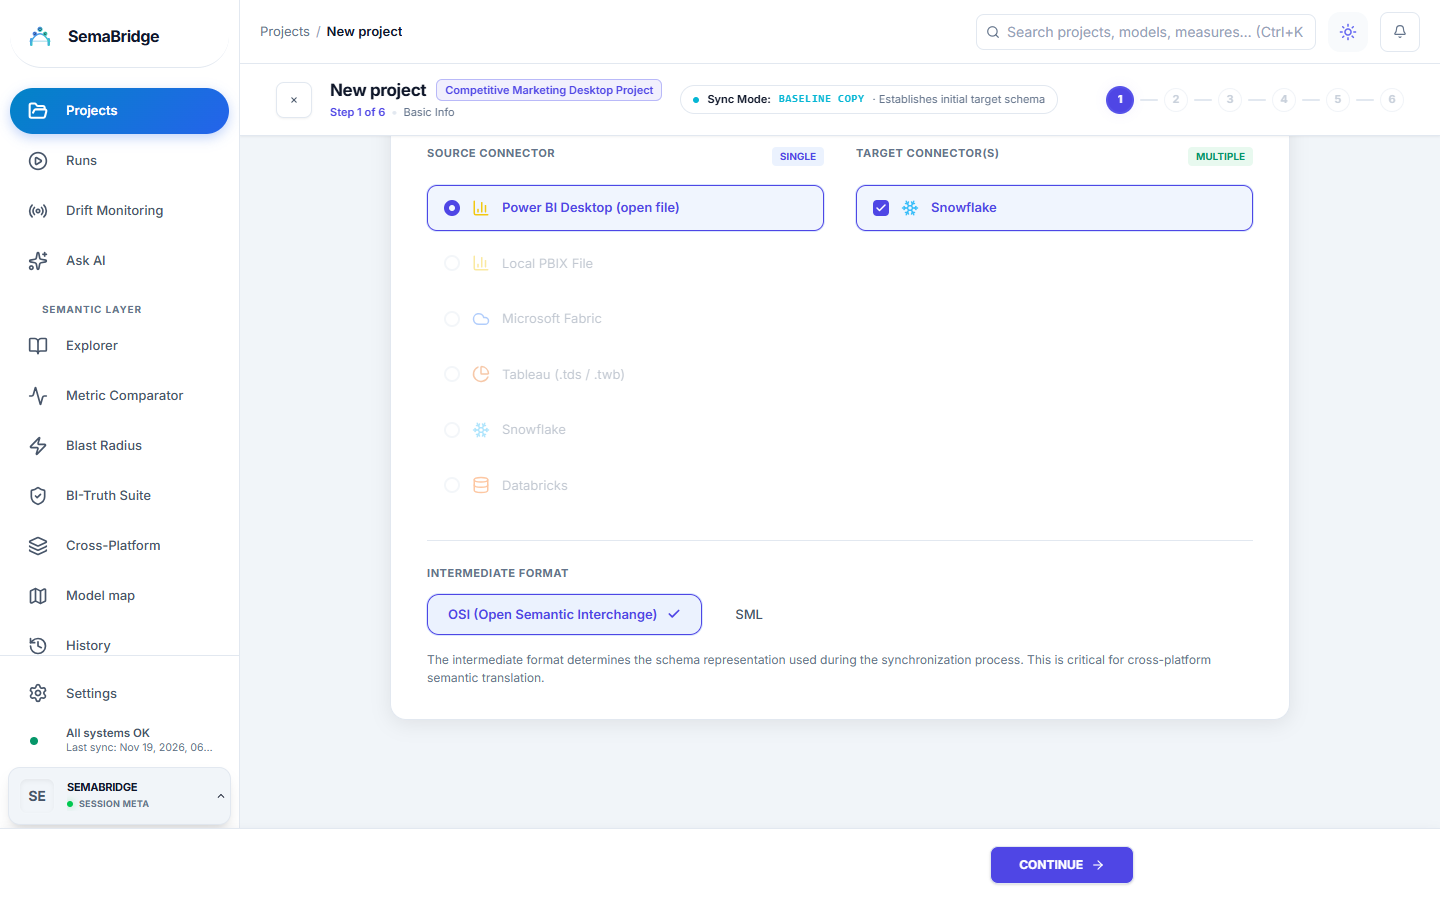 SemaBridge
Projects / New project
Search projects, models, measures... (Ctrl+K
Projects
Runs
Drift Monitoring
Ask AI
SEMANTIC LAYER
Explorer
Metric Comparator
Blast Radius
BI-Truth Suite
Cross-Platform
Model map
History
Settings
All systems OK
Last sync: Nov 19, 2026, 06...
SE
SEMABRIDGE
SESSION META
×
New project
Competitive Marketing Desktop Project
Step 1 of 6 • Basic Info
Sync Mode: BASELINE COPY · Establishes initial target schema
1 2 3 4 5 6
SOURCE CONNECTOR
SINGLE
Power BI Desktop (open file)
Local PBIX File
Microsoft Fabric
Tableau (.tds / .twb)
Snowflake
Databricks
TARGET CONNECTOR(S)
MULTIPLE
Snowflake
INTERMEDIATE FORMAT
OSI (Open Semantic Interchange)
SML
The intermediate format determines the schema representation used during the synchronization process. This is critical for cross-platform
semantic translation.
CONTINUE →